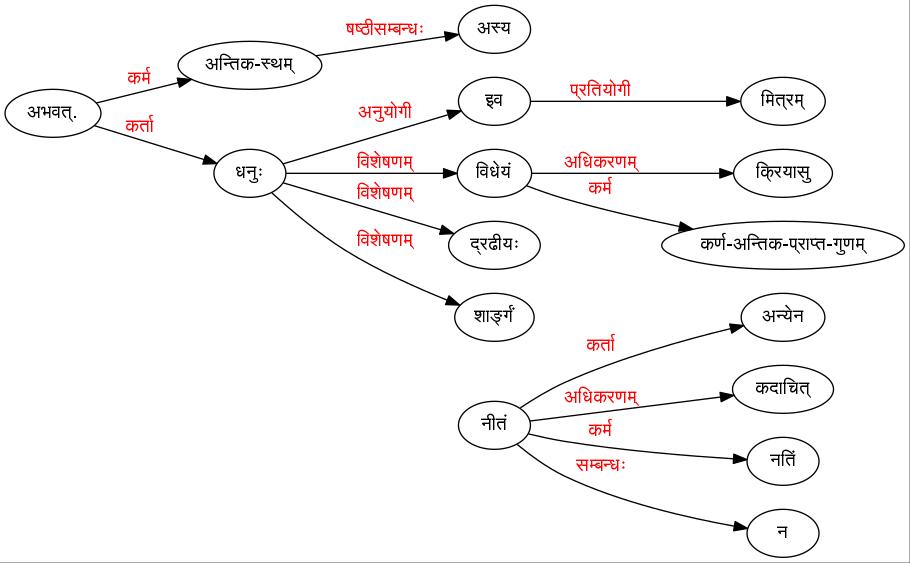 षष्ठीसम्बन्धः
अस्य
अन्तिक-स्थम्
कर्म
अभवत्.
कर्ता
अनुयोगी
इव
प्रतियोगी
मित्रम्
धनुः
विशेषणम्
विधेयं
अधिकरणम्
क्रियासु
कर्म
विशेषणम्
द्रढीयः
कर्ण-अन्तिक-प्राप्त-गुणम्
विशेषणम्
शार्ङ्गं
अन्येन
कर्ता
अधिकरणम्
कदाचित्
नीतं
कर्म
नतिं
सम्बन्धः
न